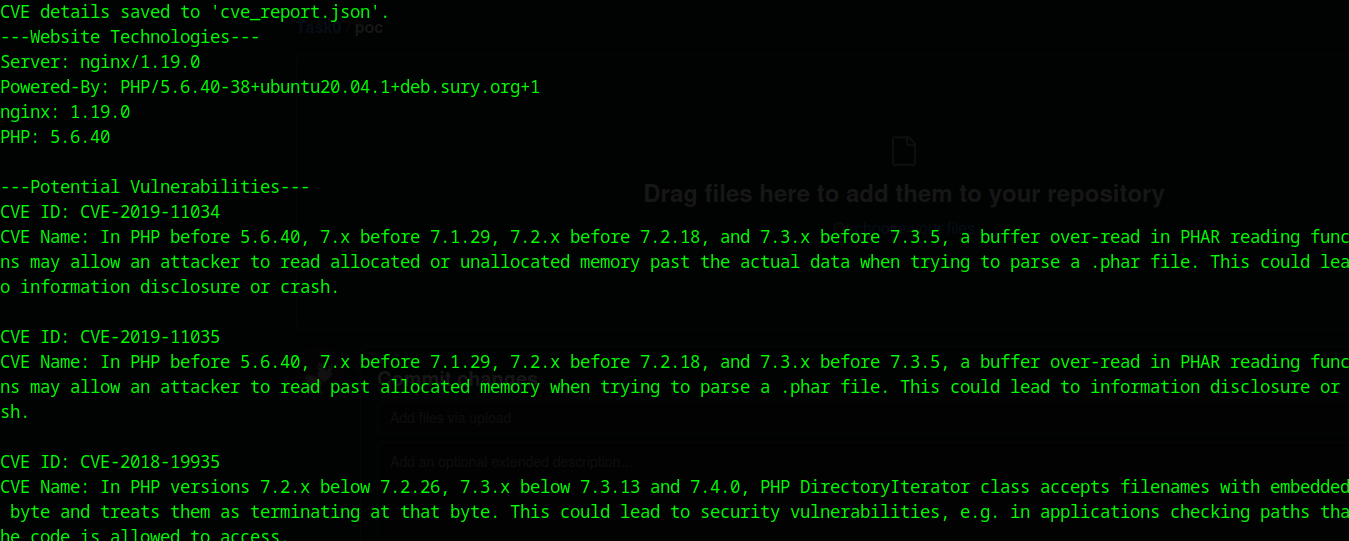 CVE details saved to 'cve_report.json'.
Task0 poc
---Website Technologies---
Server: nginx/1.19.0
Powered-By: PHP/5.6.40-38+ubuntu20.04.1+deb.sury.org+1
nginx: 1.19.0
PHP: 5.6.40
---Potential Vulnerabilities---
Drag files here to add them to your repository
CVE ID: CVE-2019-11034
CVE Name: In PHP before 5.6.40, 7.x before 7.1.29, 7.2.x before 7.2.18, and 7.3.x before 7.3.5, a buffer over-read in PHAR reading func
ns may allow an attacker to read allocated or unallocated memory past the actual data when trying to parse a .phar file. This could lea
o information disclosure or crash.
CVE ID: CVE-2019-11035
CVE Name: In PHP before 5.6.40, 7.x before 7.1.29, 7.2.x before 7.2.18, and 7.3.x before 7.3.5, a buffer over-read in PHAR reading func
Commit changes
ns may allow an attacker to read past allocated memory when trying to parse a .phar file. This could lead to information disclosure or
sh.
Add files via upload
CVE ID: CVE-2018-19935
Add an optional extended description...
CVE Name: In PHP versions 7.2.x below 7.2.26, 7.3.x below 7.3.13 and 7.4.0, PHP DirectoryIterator class accepts filenames with embedded
byte and treats them as terminating at that byte. This could lead to security vulnerabilities, e.g. in applications checking paths tha
he code is allowed to access.